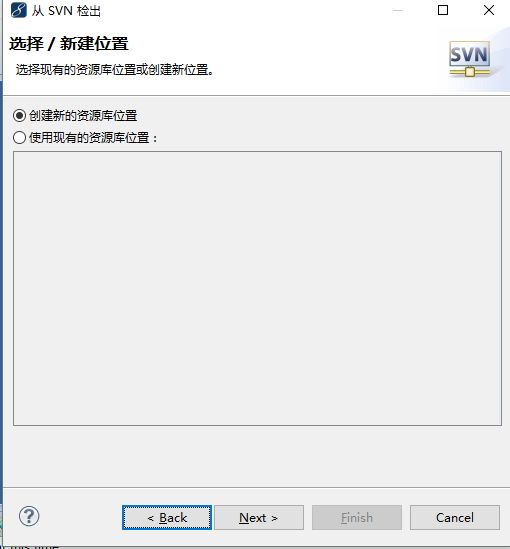 从 SVN 检出
选择 / 新建位置
选择现有的资源库位置或创建新位置。
SVN
创建新的资源库位置
使用现有的资源库位置：
?
< Back
Next >
Finish
Cancel